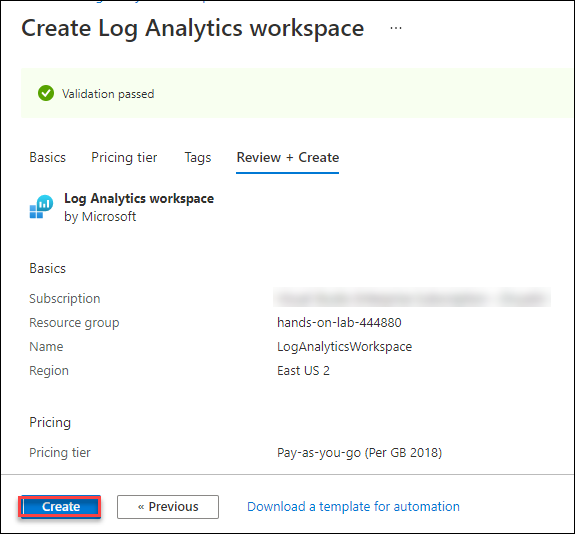 Create Log Analytics workspace ...
Validation passed
Basics Pricing tier Tags Review + Create
Log Analytics workspace
by Microsoft
Basics
Subscription
Resource group hands-on-lab-444880
Name LogAnalyticsWorkspace
Region East US 2
Pricing
Pricing tier Pay-as-you-go (Per GB 2018)
Create « Previous Download a template for automation